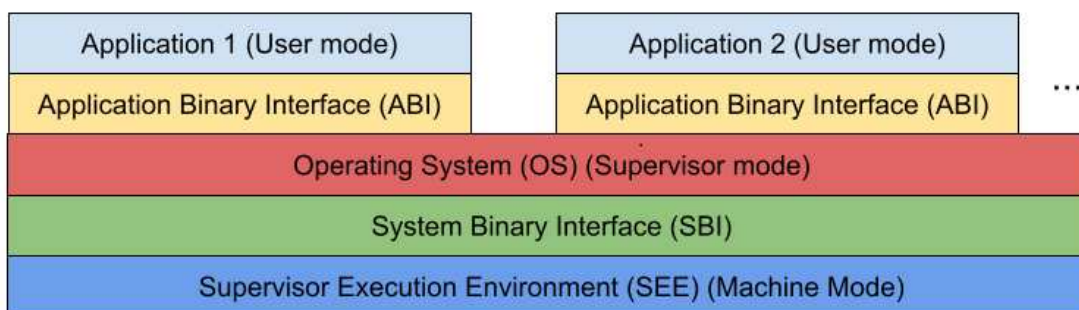 Application 1 (User mode)
Application 2 (User mode)
Application Binary Interface (ABI)
Application Binary Interface (ABI)
...
Operating System (OS) (Supervisor mode)
System Binary Interface (SBI)
Supervisor Execution Environment (SEE) (Machine Mode)